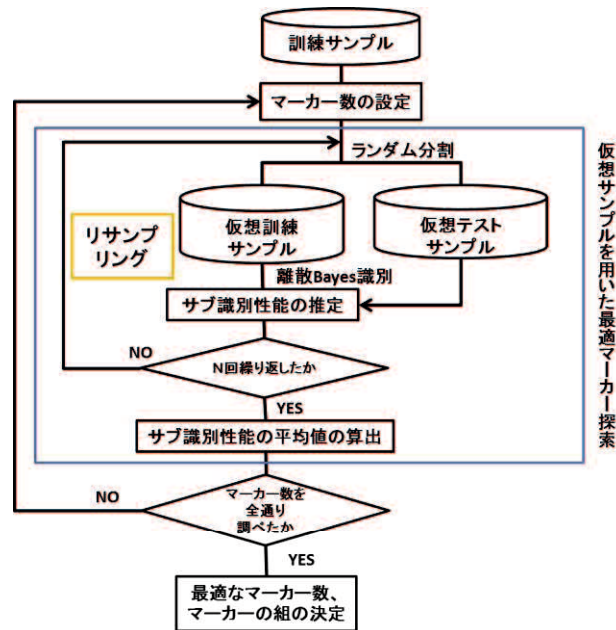 訓練サンプル
マーカー数の設定
ランダム分割
仮想訓練
サンプル
仮想テスト
サンプル
リサンプ
リング
離散Bayes識別
サブ識別性能の推定
NO
N回繰り返したか
YES
サブ識別性能の平均値の算出
NO
マーカー数を
全通り
調べたか
YES
最適なマーカー数、
マーカーの組の決定
仮想サンプルを用いた最適マーカー探索